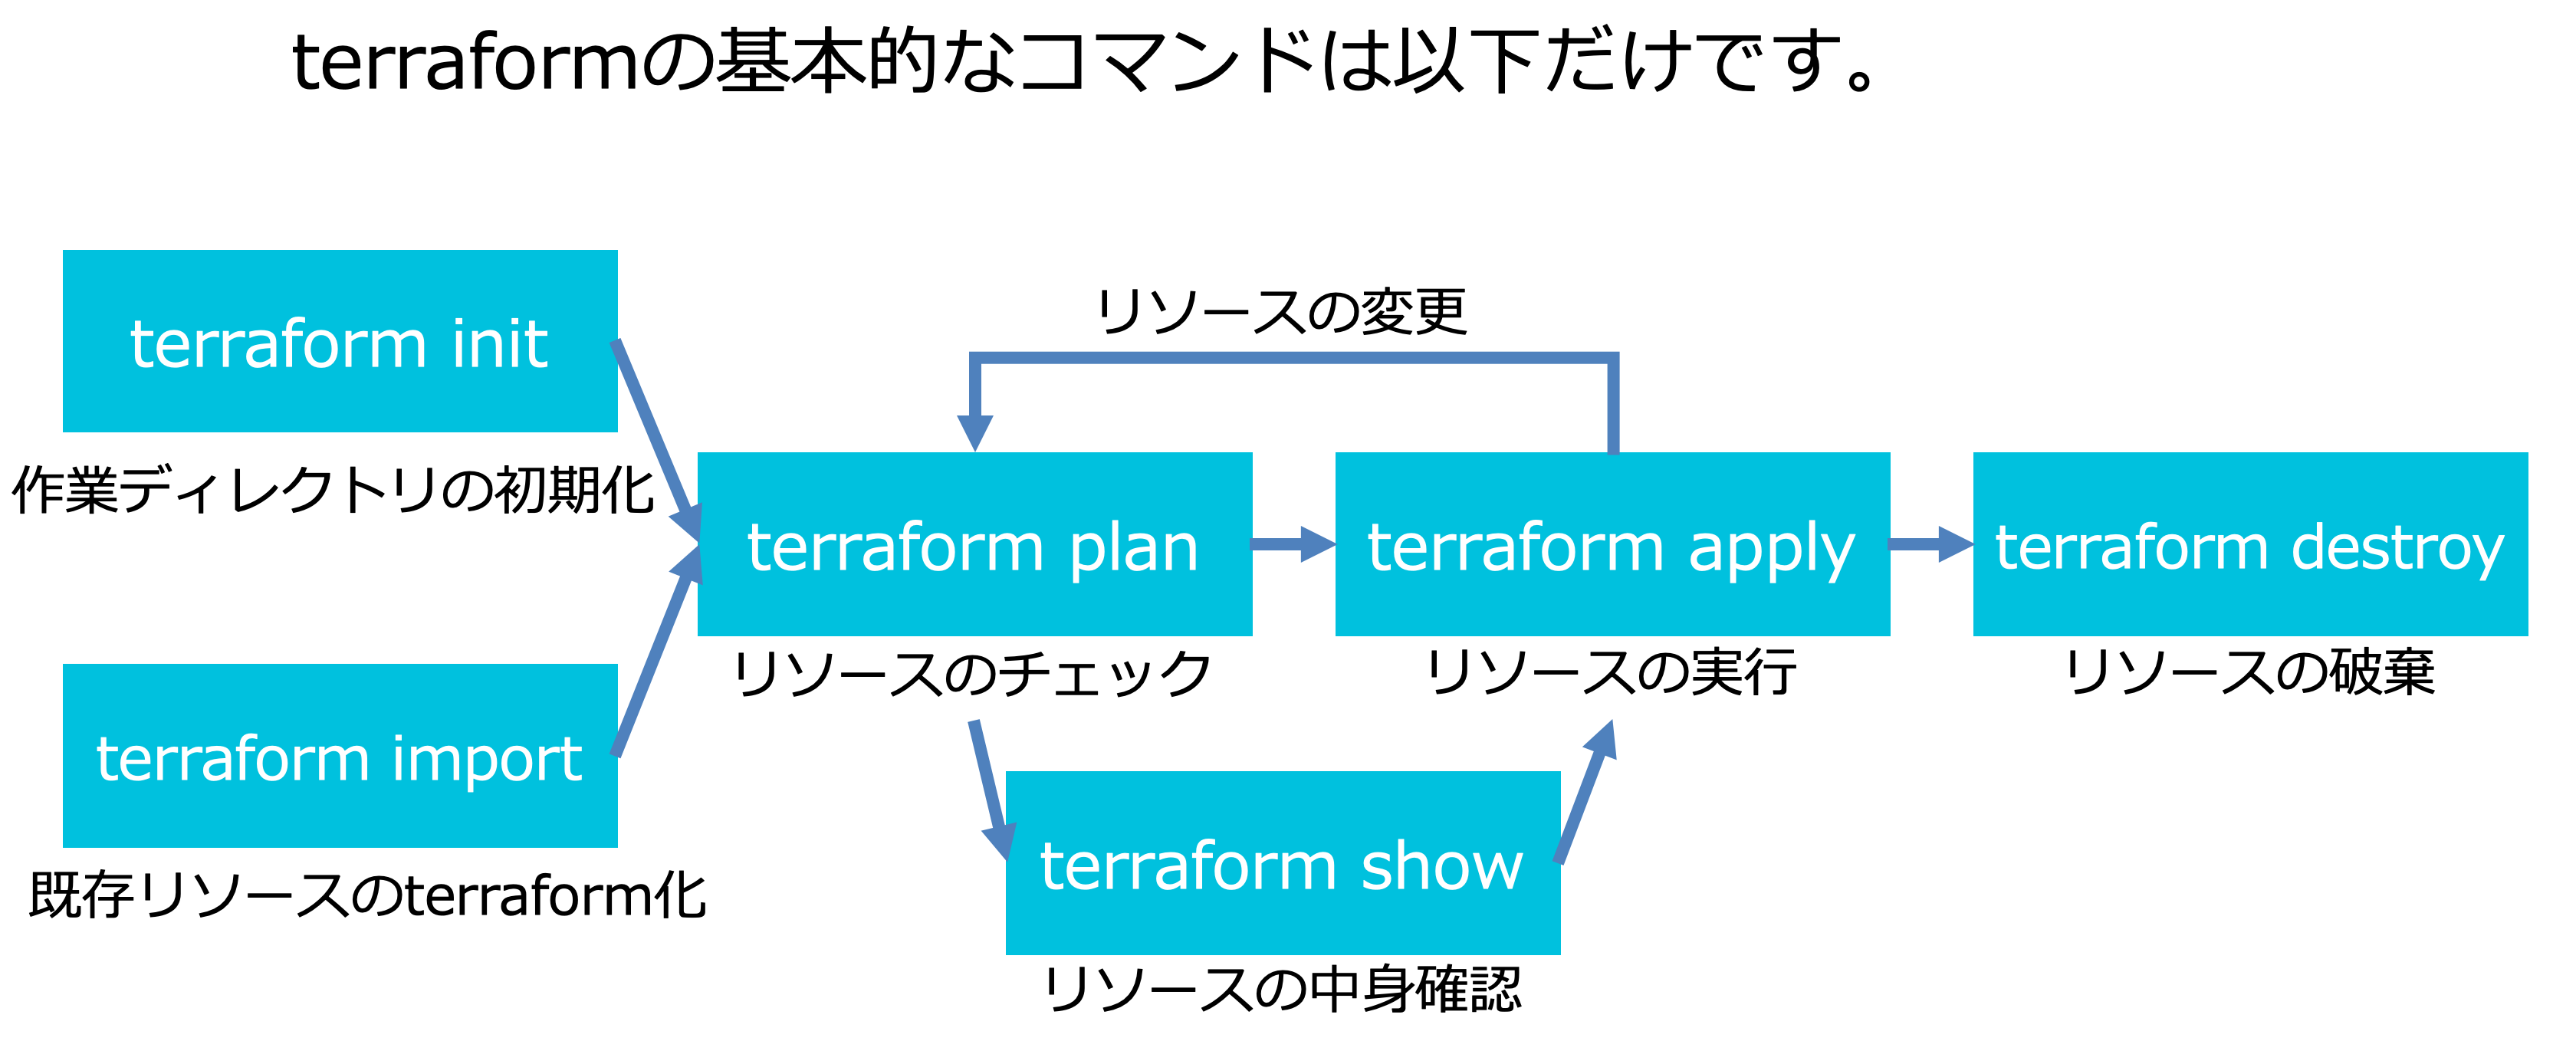 terraformの基本的なコマンドは以下だけです。
terraform init
作業ディレクトリの初期化
terraform import
既存リソースのterraform化
リソースの変更
terraform plan
リソースのチェック
terraform apply
リソースの実行
terraform destroy
リソースの破棄
terraform show
リソースの中身確認